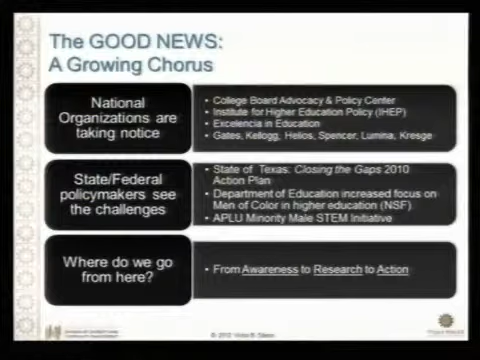 The GOOD NEWS:
A Growing Chorus
National
Organizations are
taking notice
• College Board Advocacy & Policy Center
• Institute for Higher Education Policy (IHEP)
• Excelencia in Education
• Gates, Kellogg, Helios, Spencer, Lumina, Kresge
State/Federal
policymakers see
the challenges
• State of Texas: Closing the Gaps 2010
Action Plan
• Department of Education increased focus on
Men of Color in higher education (NSF)
• APLU Minority Male STEM Initiative
Where do we go
from here?
• From Awareness to Research to Action